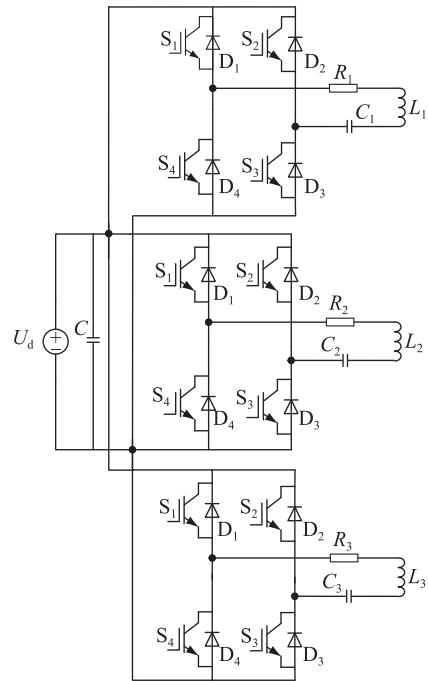 S₁ D₁ S₂ D₂ R₁ L₁
C₁
S₄ D₄ S₃ D₃
U_d C
S₁ D₁ S₂ D₂ R₂ L₂
C₂
S₄ D₄ S₃ D₃
S₁ D₁ S₂ D₂ R₃ L₃
C₃
S₄ D₄ S₃ D₃